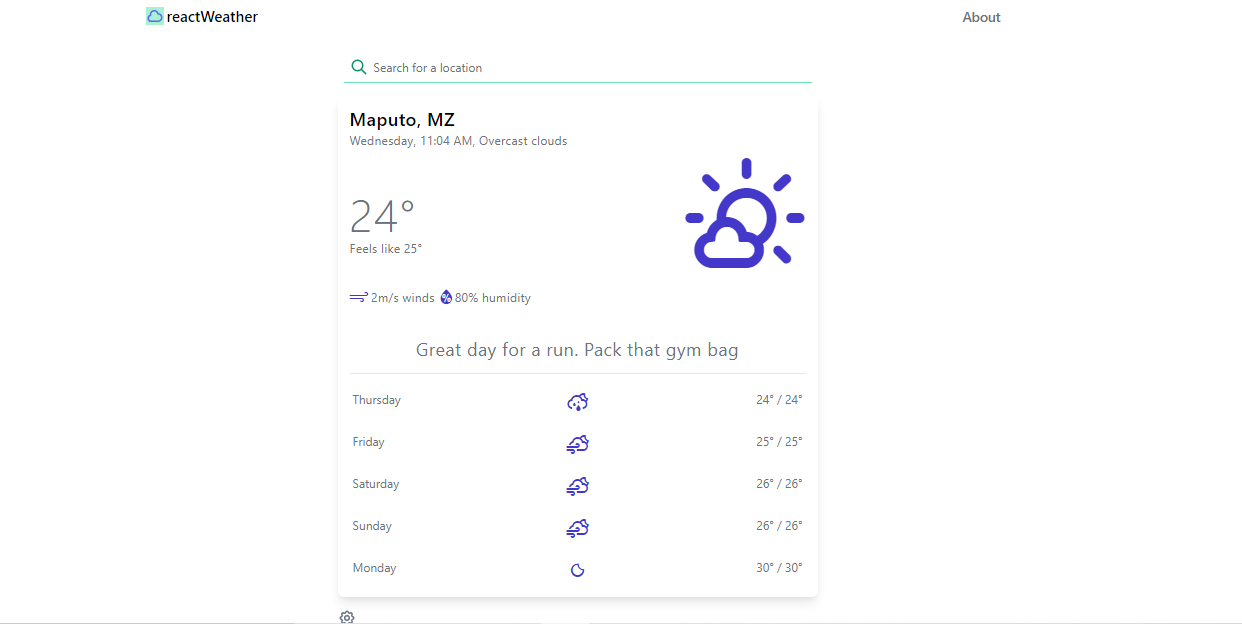 reactWeather
About
Search for a location
Maputo, MZ
Wednesday, 11:04 AM, Overcast clouds
24°
Feels like 25°
2m/s winds % 80% humidity
Great day for a run. Pack that gym bag
Thursday 24° / 24°
Friday 25° / 25°
Saturday 26° / 26°
Sunday 26° / 26°
Monday 30° / 30°